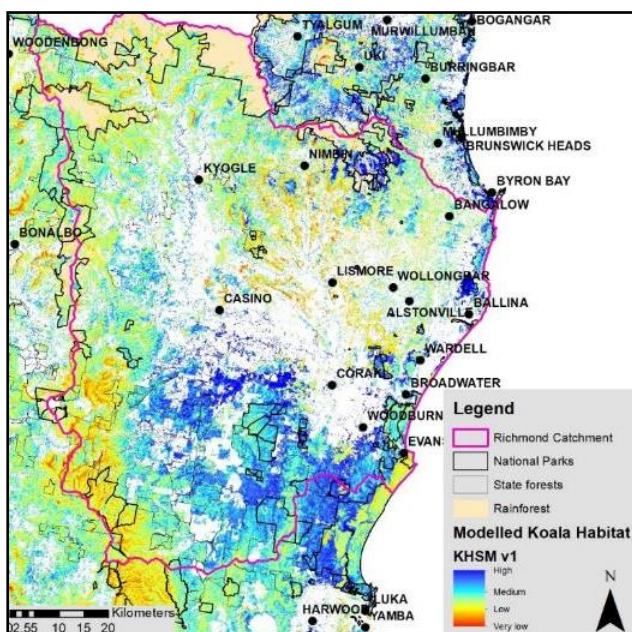 BOGANGAR
TYALGUM
MURWILLUMBAH
WOODENBONG
UKI
BURRINGBAR
MULLUMBIMBY
BRUNSWICK HEADS
NIMBIN
KYOGLE
BYRON BAY
BANGALOW
BONALBO
LISMORE
WOLLONGBAR
CASINO
ALSTONVILLE
BALLINA
WARDELL
CORAKI
BROADWATER
WOODBURN
EVANS
Legend
Richmond Catchment
National Parks
State forests
Rainforest
Modelled Koala Habitat
KHSM v1
High
Medium
Low
Very low
N
LUKA
HARWOOD
YAMBA
Kilometers
02.55 10 15 20